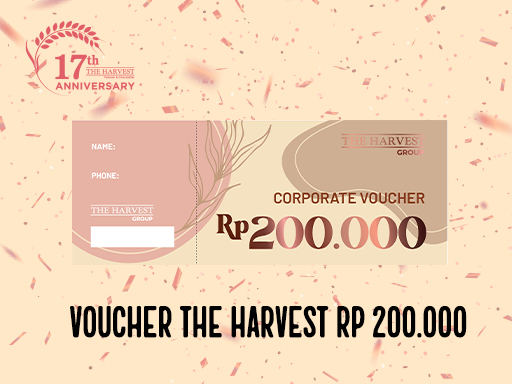 17th
THE HARVEST
ANNIVERSARY
NAME:
PHONE:
THE HARVEST
GROUP
THE HARVEST
GROUP
CORPORATE VOUCHER
Rp200.000
VOUCHER THE HARVEST RP 200.000